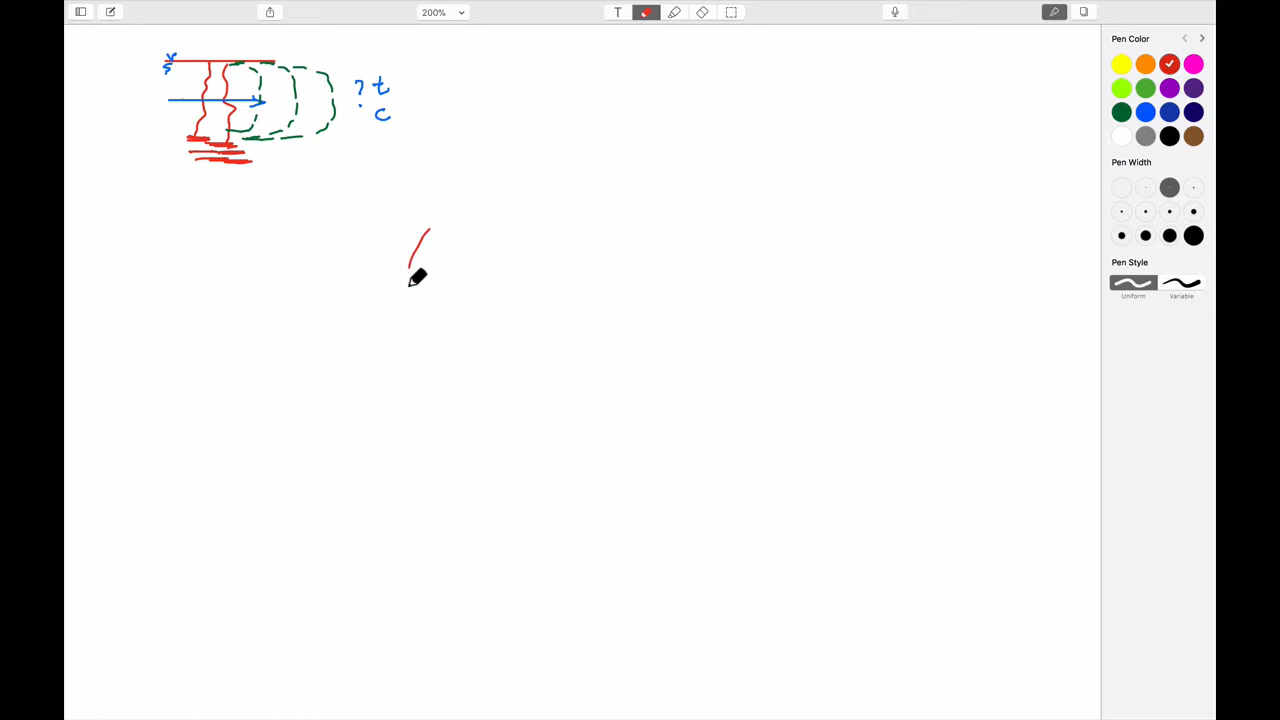 200%
T
Pen Color
? t
c
Pen Width
Pen Style
Uniform
Variable